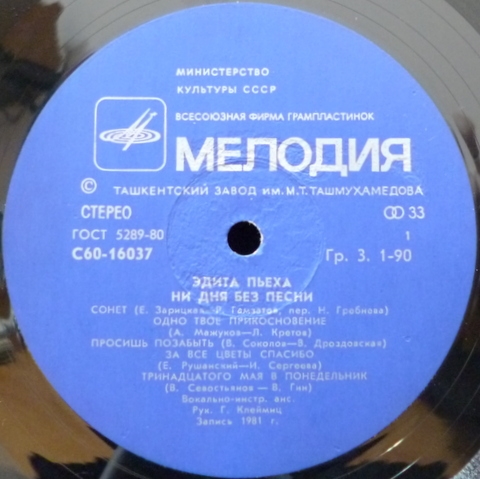 МИНИСТЕРСТВО
КУЛЬТУРЫ СССР
ВСЕСОЮЗНАЯ ФИРМА ГРАМПЛАСТИНОК
МЕЛОДИЯ
© ТАШКЕНТСКИЙ ЗАВОД ИМ. М.Т. ТАШМУХАМЕДОВА
СТЕРЕО 33
ГОСТ 5289-80 1
С60-16037 Гр. 3. 1-90
ЭДИТА ПЬЕХА
НИ ДНЯ БЕЗ ПЕСНИ
СОНЕТ (Е. Зарицкая-Р. Гамзатов, пер. Н. Гребнева)
ОДНО ТВОЕ ПРИКОСНОВЕНИЕ
(А. Мажуков-Л. Кретов)
ПРОСИШЬ ПОЗАБЫТЬ (В. Соколов-В. Дроздовская)
ЗА ВСЕ ЦВЕТЫ СПАСИБО
(Е. Рушанский-И. Сергеева)
ТРИНАДЦАТОГО МАЯ В ПОНЕДЕЛЬНИК
(В. Севостьянов - В. Гин)
Вокально-инстр. анс.
Рук. Г. Клеймиц
Запись 1981 г.